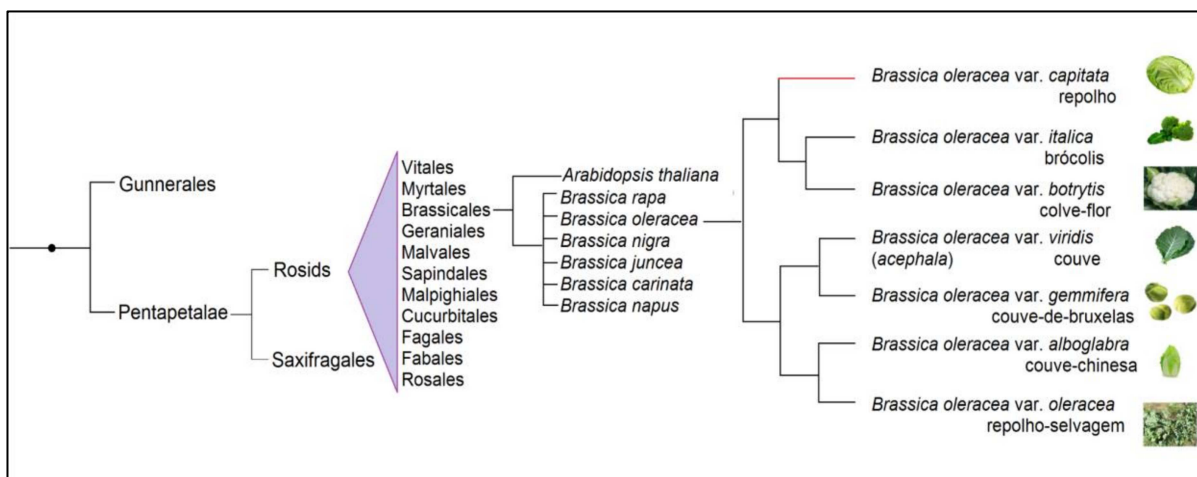 Gunnerales
Pentapetalae
Rosids
Saxifragales
Vitales
Myrtales
Brassicales
Geraniales
Malvales
Sapindales
Malpighiales
Cucurbitales
Fagales
Fabales
Rosales
Arabidopsis thaliana
Brassica rapa
Brassica oleracea
Brassica nigra
Brassica juncea
Brassica carinata
Brassica napus
Brassica oleracea var. capitata
repolho
Brassica oleracea var. italica
brócolis
Brassica oleracea var. botrytis
colve-flor
Brassica oleracea var. viridis
(acephala) couve
Brassica oleracea var. gemmifera
couve-de-bruxelas
Brassica oleracea var. alboglabra
couve-chinesa
Brassica oleracea var. oleracea
repolho-selvagem